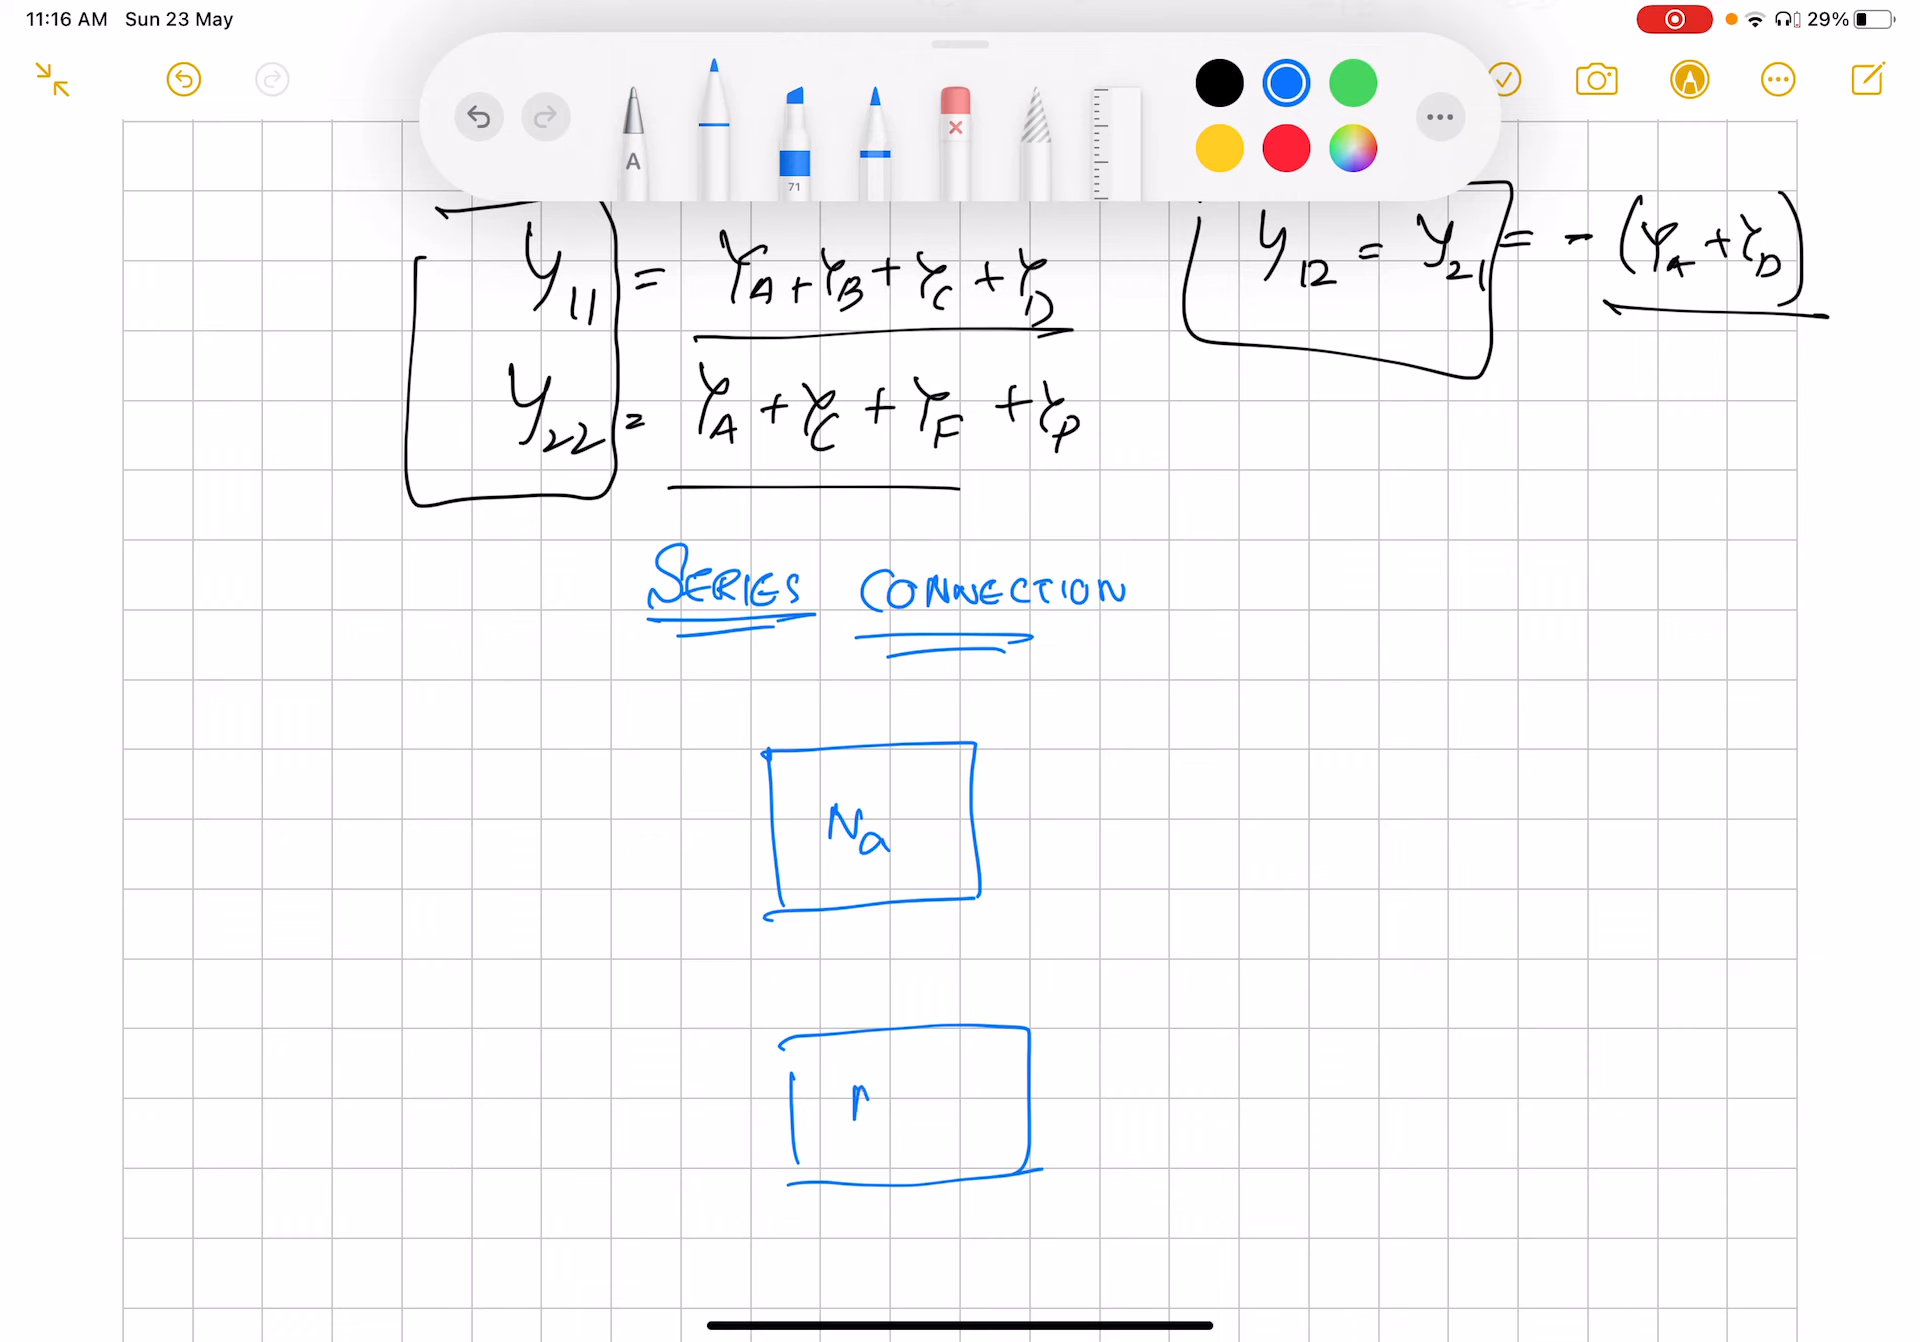 11:16 AM Sun 23 May 29%
A 71
y11 = YA + YB + YC + YD y12 = y21 = - (YA + YD)
y22 = YA + YC + YF + YD
SERIES CONNECTION
Na